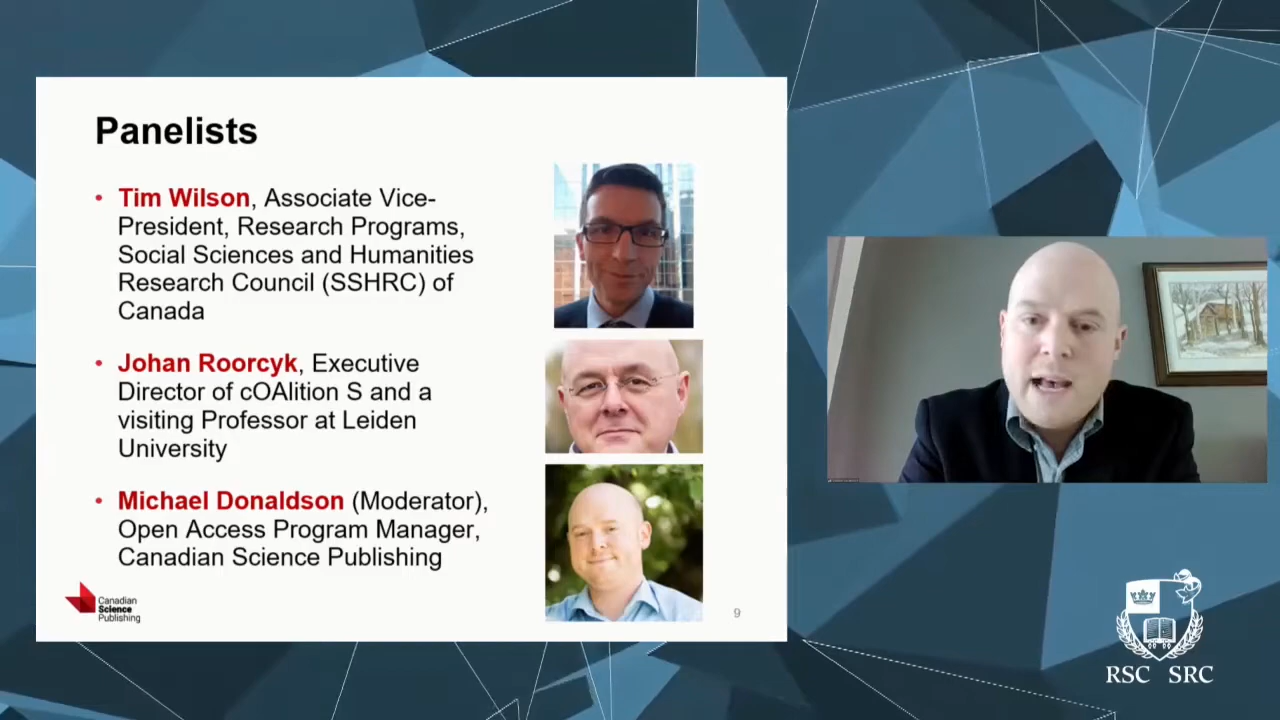 Panelists
• Tim Wilson, Associate Vice-
President, Research Programs,
Social Sciences and Humanities
Research Council (SSHRC) of
Canada
• Johan Roorcyk, Executive
Director of cOAlition S and a
visiting Professor at Leiden
University
• Michael Donaldson (Moderator),
Open Access Program Manager,
Canadian Science Publishing
Canadian
Science
Publishing
9
RSC SRC